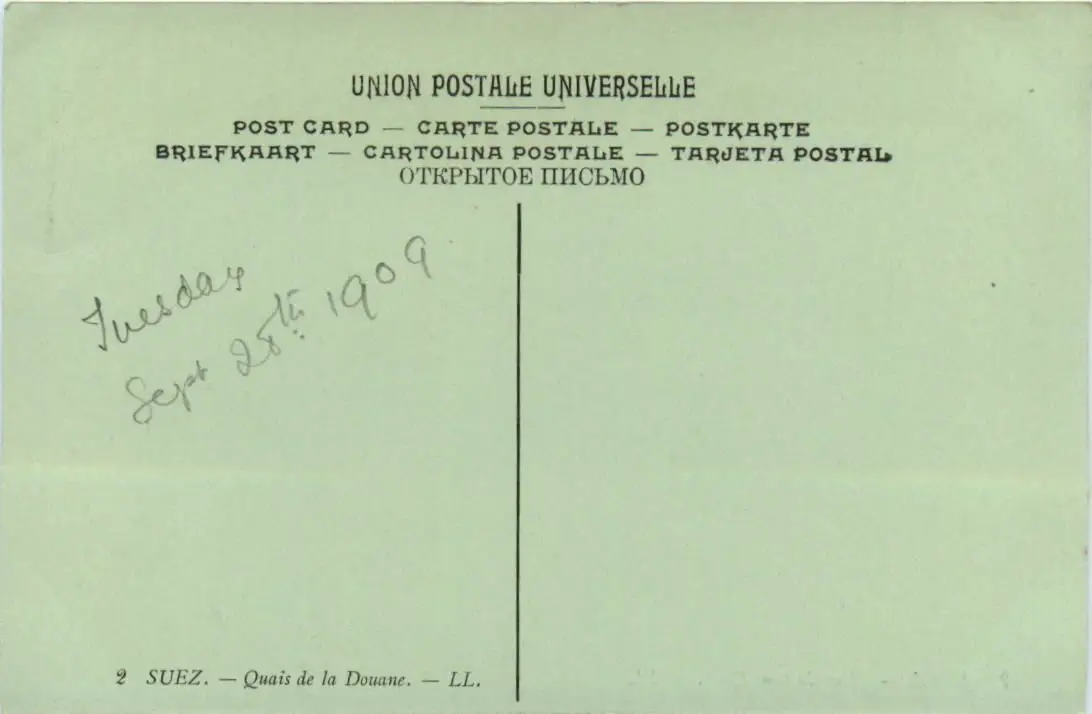 UNION POSTALE UNIVERSELLE
POST CARD — CARTE POSTALE — POSTKARTE
BRIEFKAART — CARTOLINA POSTALE — TARJETA POSTAL
ОТКРЫТОЕ ПИСЬМО
Tuesday
Sept 28th 1909
2 SUEZ. — Quais de la Douane. — LL.